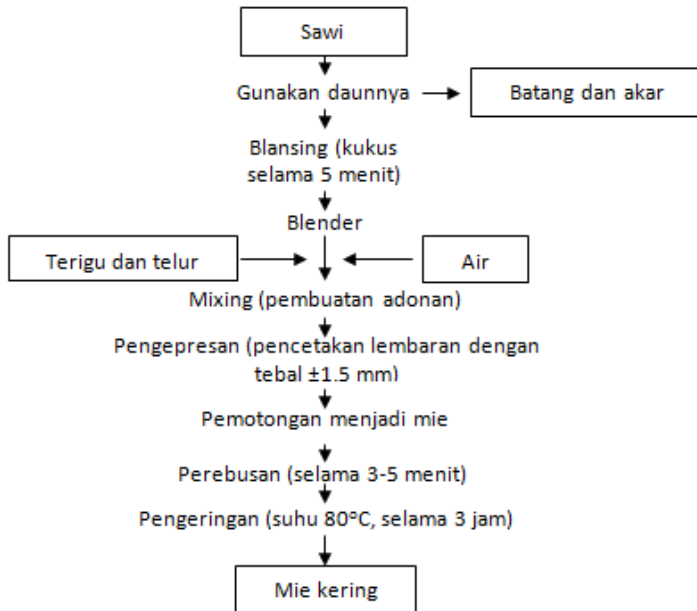 Sawi
Gunakan daunnya
Batang dan akar
Blansing (kukus
selama 5 menit)
Blender
Terigu dan telur
Air
Mixing (pembuatan adonan)
Pengepresan (pencetakan lembaran dengan
tebal ±1.5 mm)
Pemotongan menjadi mie
Perebusan (selama 3-5 menit)
Pengeringan (suhu 80°C, selama 3 jam)
Mie kering